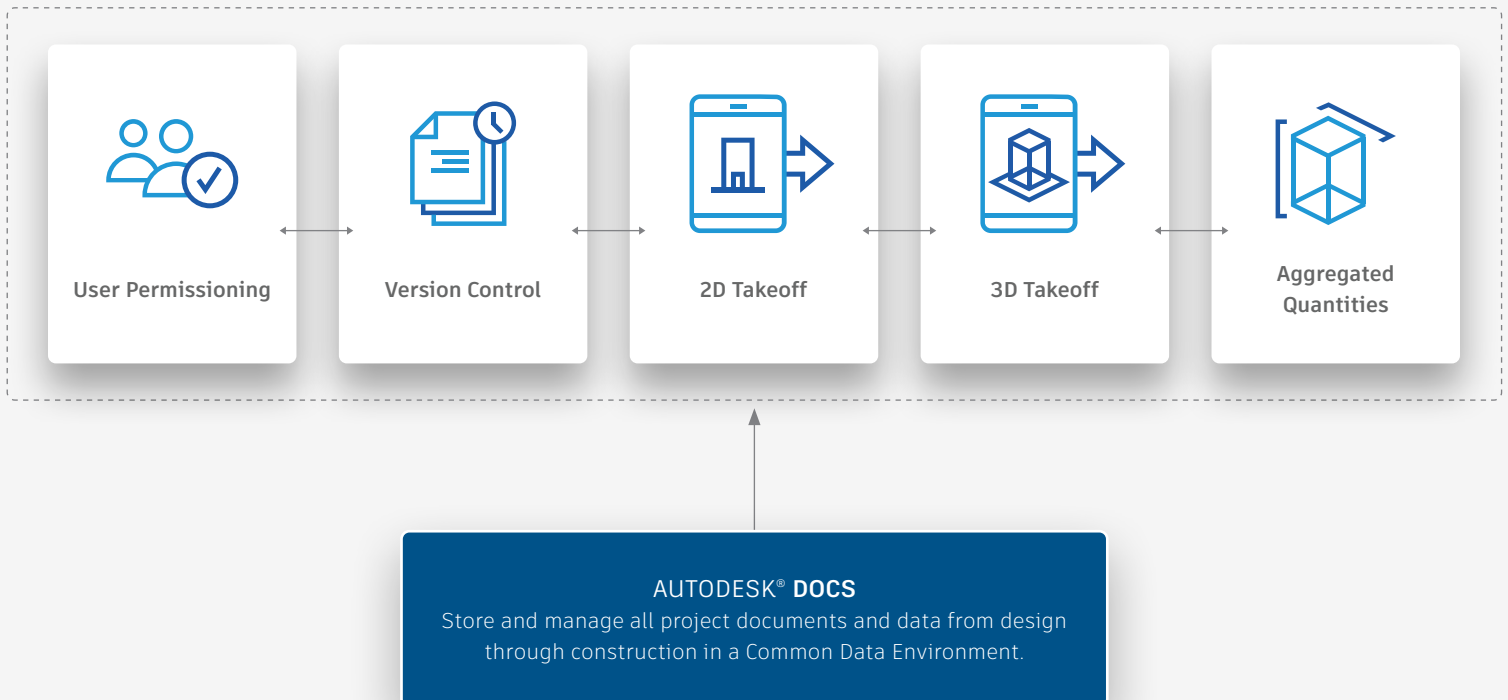 User Permissioning
Version Control
2D Takeoff
3D Takeoff
Aggregated
Quantities
AUTODESK® DOCS
Store and manage all project documents and data from design
through construction in a Common Data Environment.